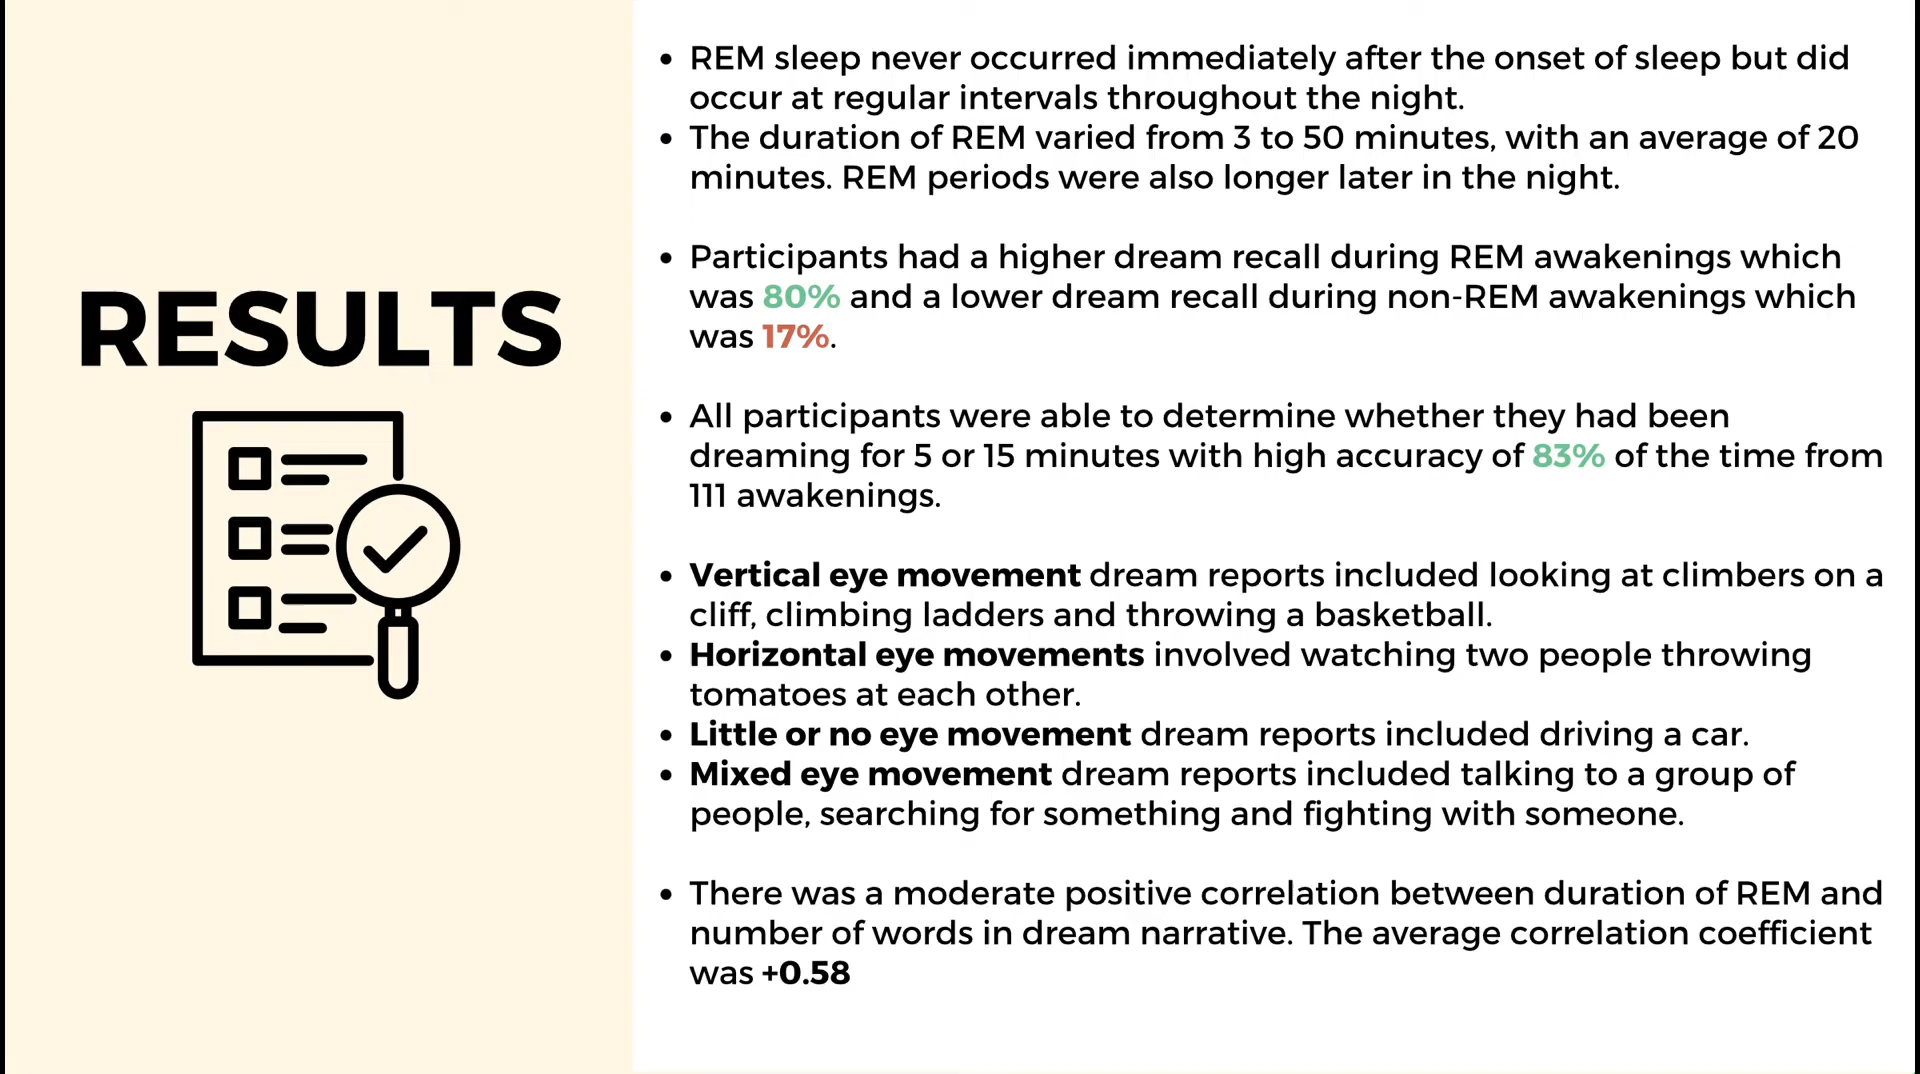 RESULTS
• REM sleep never occurred immediately after the onset of sleep but did
occur at regular intervals throughout the night.
• The duration of REM varied from 3 to 50 minutes, with an average of 20
minutes. REM periods were also longer later in the night.
• Participants had a higher dream recall during REM awakenings which
was 80% and a lower dream recall during non-REM awakenings which
was 17%.
• All participants were able to determine whether they had been
dreaming for 5 or 15 minutes with high accuracy of 83% of the time from
111 awakenings.
• Vertical eye movement dream reports included looking at climbers on a
cliff, climbing ladders and throwing a basketball.
• Horizontal eye movements involved watching two people throwing
tomatoes at each other.
• Little or no eye movement dream reports included driving a car.
• Mixed eye movement dream reports included talking to a group of
people, searching for something and fighting with someone.
• There was a moderate positive correlation between duration of REM and
number of words in dream narrative. The average correlation coefficient
was +0.58